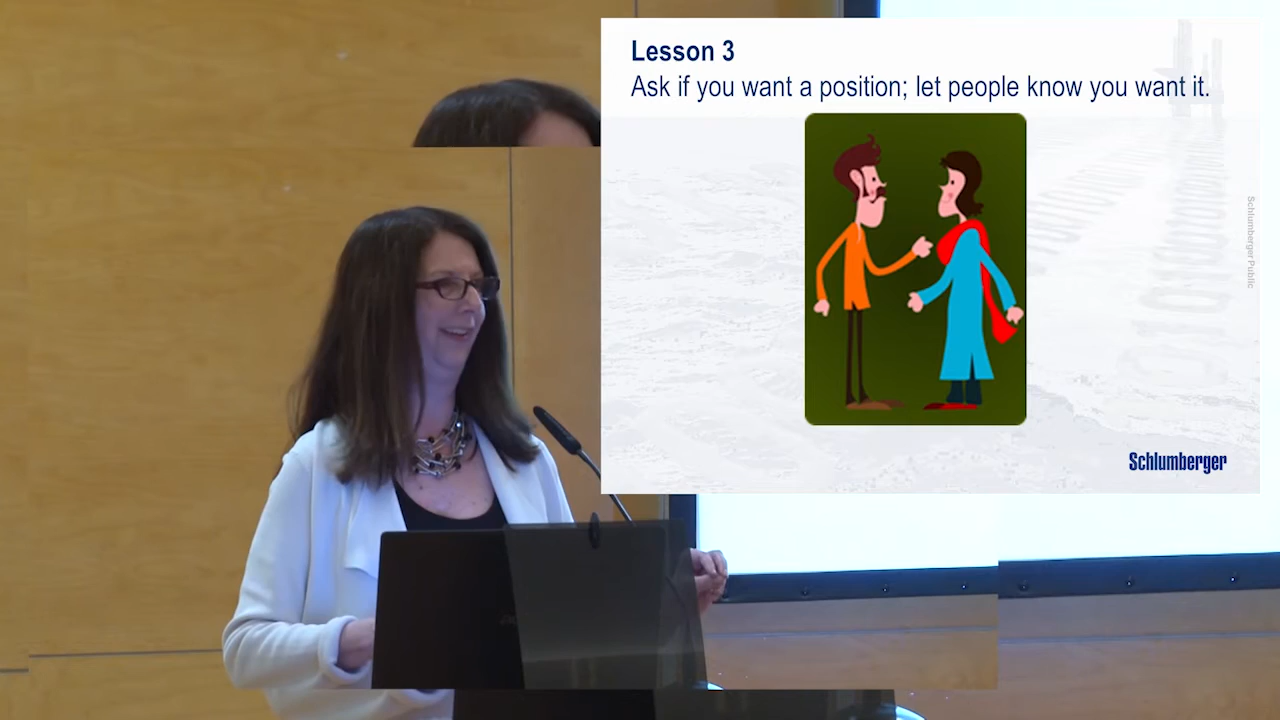 Lesson 3
Ask if you want a position; let people know you want it.
Schlumberger Public
Schlumberger